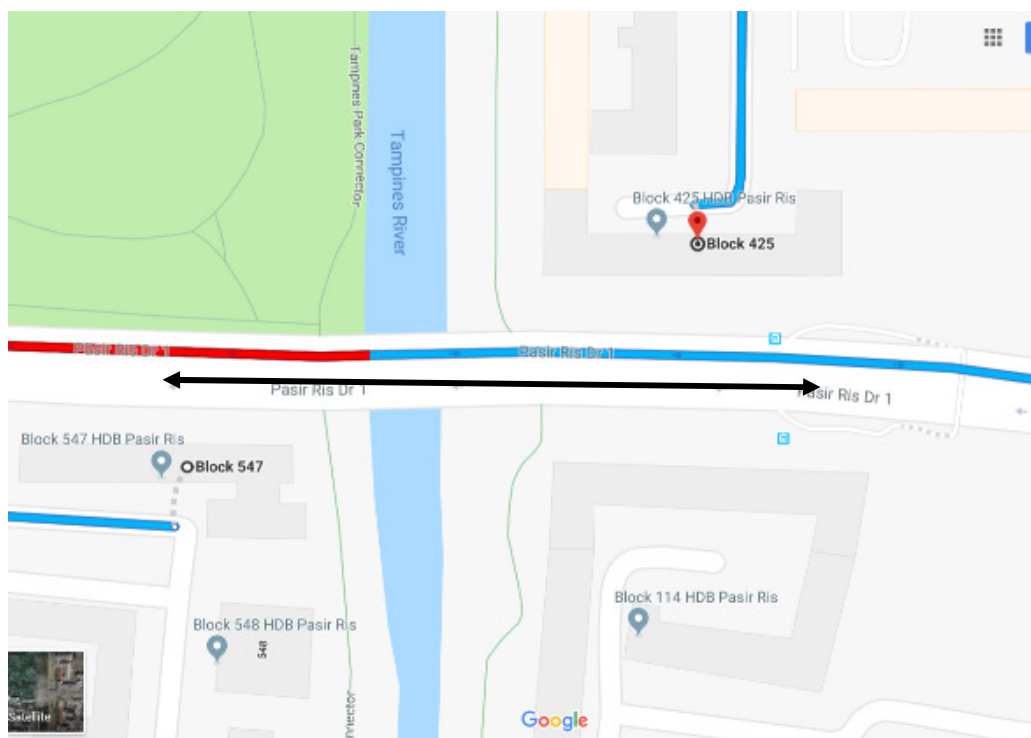 Tampines Park Connector
Tampines River
Block 425 HDB Pasir Ris
Block 425
Pasir Ris Dr 1
Pasir Ris Dr 1
Pasir Ris Dr 1
Pasir Ris Dr 1
Block 547 HDB Pasir Ris
Block 547
Block 114 HDB Pasir Ris
Block 548 HDB Pasir Ris
548
nnector
Satellite
Google